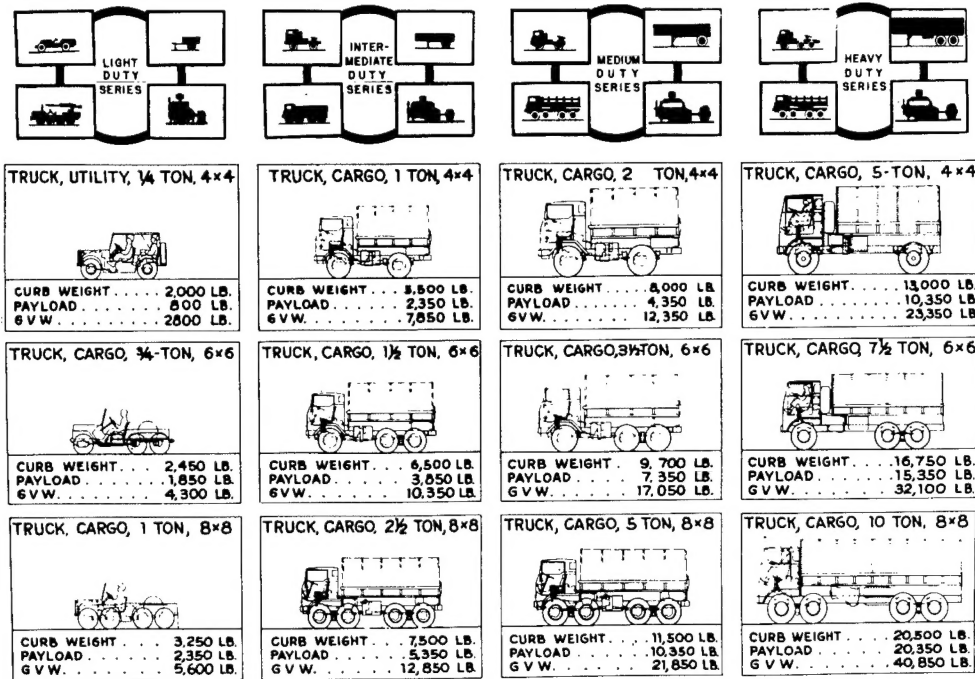 LIGHT
DUTY
SERIES
INTER-
MEDIATE
DUTY
SERIES
MEDIUM
DUTY
SERIES
HEAVY
DUTY
SERIES
TRUCK, UTILITY, 1/4 TON, 4×4
CURB WEIGHT ..... 2,000 LB.
PAYLOAD ........ 800 LB.
G V W. ........ 2800 LB.
TRUCK, CARGO, 1 TON, 4×4
CURB WEIGHT ... 5,500 LB.
PAYLOAD ....... 2,350 LB.
G V W. ........ 7,850 LB.
TRUCK, CARGO, 2 TON, 4×4
CURB WEIGHT ... 8,000 LB.
PAYLOAD ....... 4,350 LB.
G V W. ....... 12,350 LB.
TRUCK, CARGO, 5-TON, 4×4
CURB WEIGHT ..... 13,000 LB.
PAYLOAD ........ 10,350 LB.
G V W. ......... 23,350 LB.
TRUCK, CARGO, 3/4-TON, 6×6
CURB WEIGHT ... 2,450 LB.
PAYLOAD ....... 1,850 LB.
G V W. ........ 4,300 LB.
TRUCK, CARGO, 1 1/2 TON, 6×6
CURB WEIGHT ... 6,500 LB.
PAYLOAD ....... 3,850 LB.
G V W. ....... 10,350 LB.
TRUCK, CARGO, 3 1/2 TON, 6×6
CURB WEIGHT . 9,700 LB.
PAYLOAD .... 7,350 LB.
G V W. ..... 17,050 LB.
TRUCK, CARGO, 7 1/2 TON, 6×6
CURB WEIGHT .... 16,750 LB.
PAYLOAD ....... 15,350 LB.
G V W. ........ 32,100 LB.
TRUCK, CARGO, 1 TON, 8×8
CURB WEIGHT .... 3,250 LB.
PAYLOAD ........ 2,350 LB.
G V W. ......... 5,600 LB.
TRUCK, CARGO, 2 1/2 TON, 8×8
CURB WEIGHT ... 7,500 LB.
PAYLOAD ....... 5,350 LB.
G V W. ....... 12,850 LB.
TRUCK, CARGO, 5 TON, 8×8
CURB WEIGHT .... 11,500 LB.
PAYLOAD ....... 10,350 LB.
G V W. ........ 21,850 LB.
TRUCK, CARGO, 10 TON, 8×8
CURB WEIGHT .... 20,500 LB.
PAYLOAD ....... 20,350 LB.
G V W. ........ 40,850 LB.